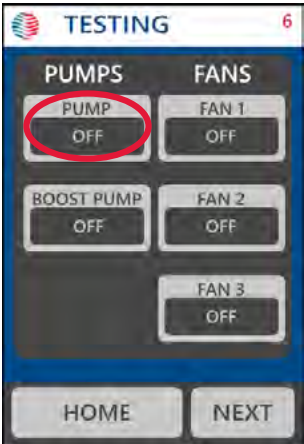 TESTING 6
PUMPS FANS
PUMP FAN 1
OFF OFF
BOOST PUMP FAN 2
OFF OFF
FAN 3
OFF
HOME NEXT